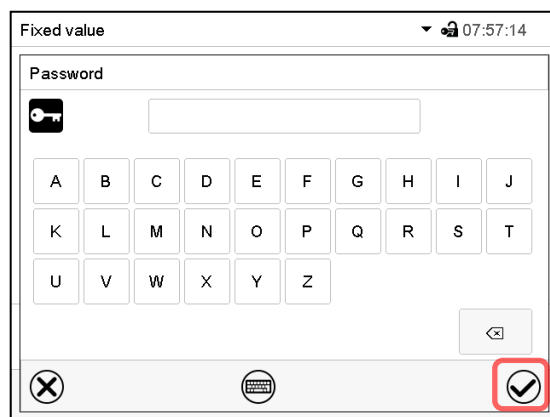 Fixed value 07:57:14
Password
A B C D E F G H I J
K L M N O P Q R S T
U V W X Y Z